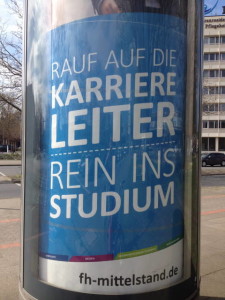 RAUF AUF DIE
KARRIERE
LEITER
REIN INS
STUDIUM
fh-mittelstand.de